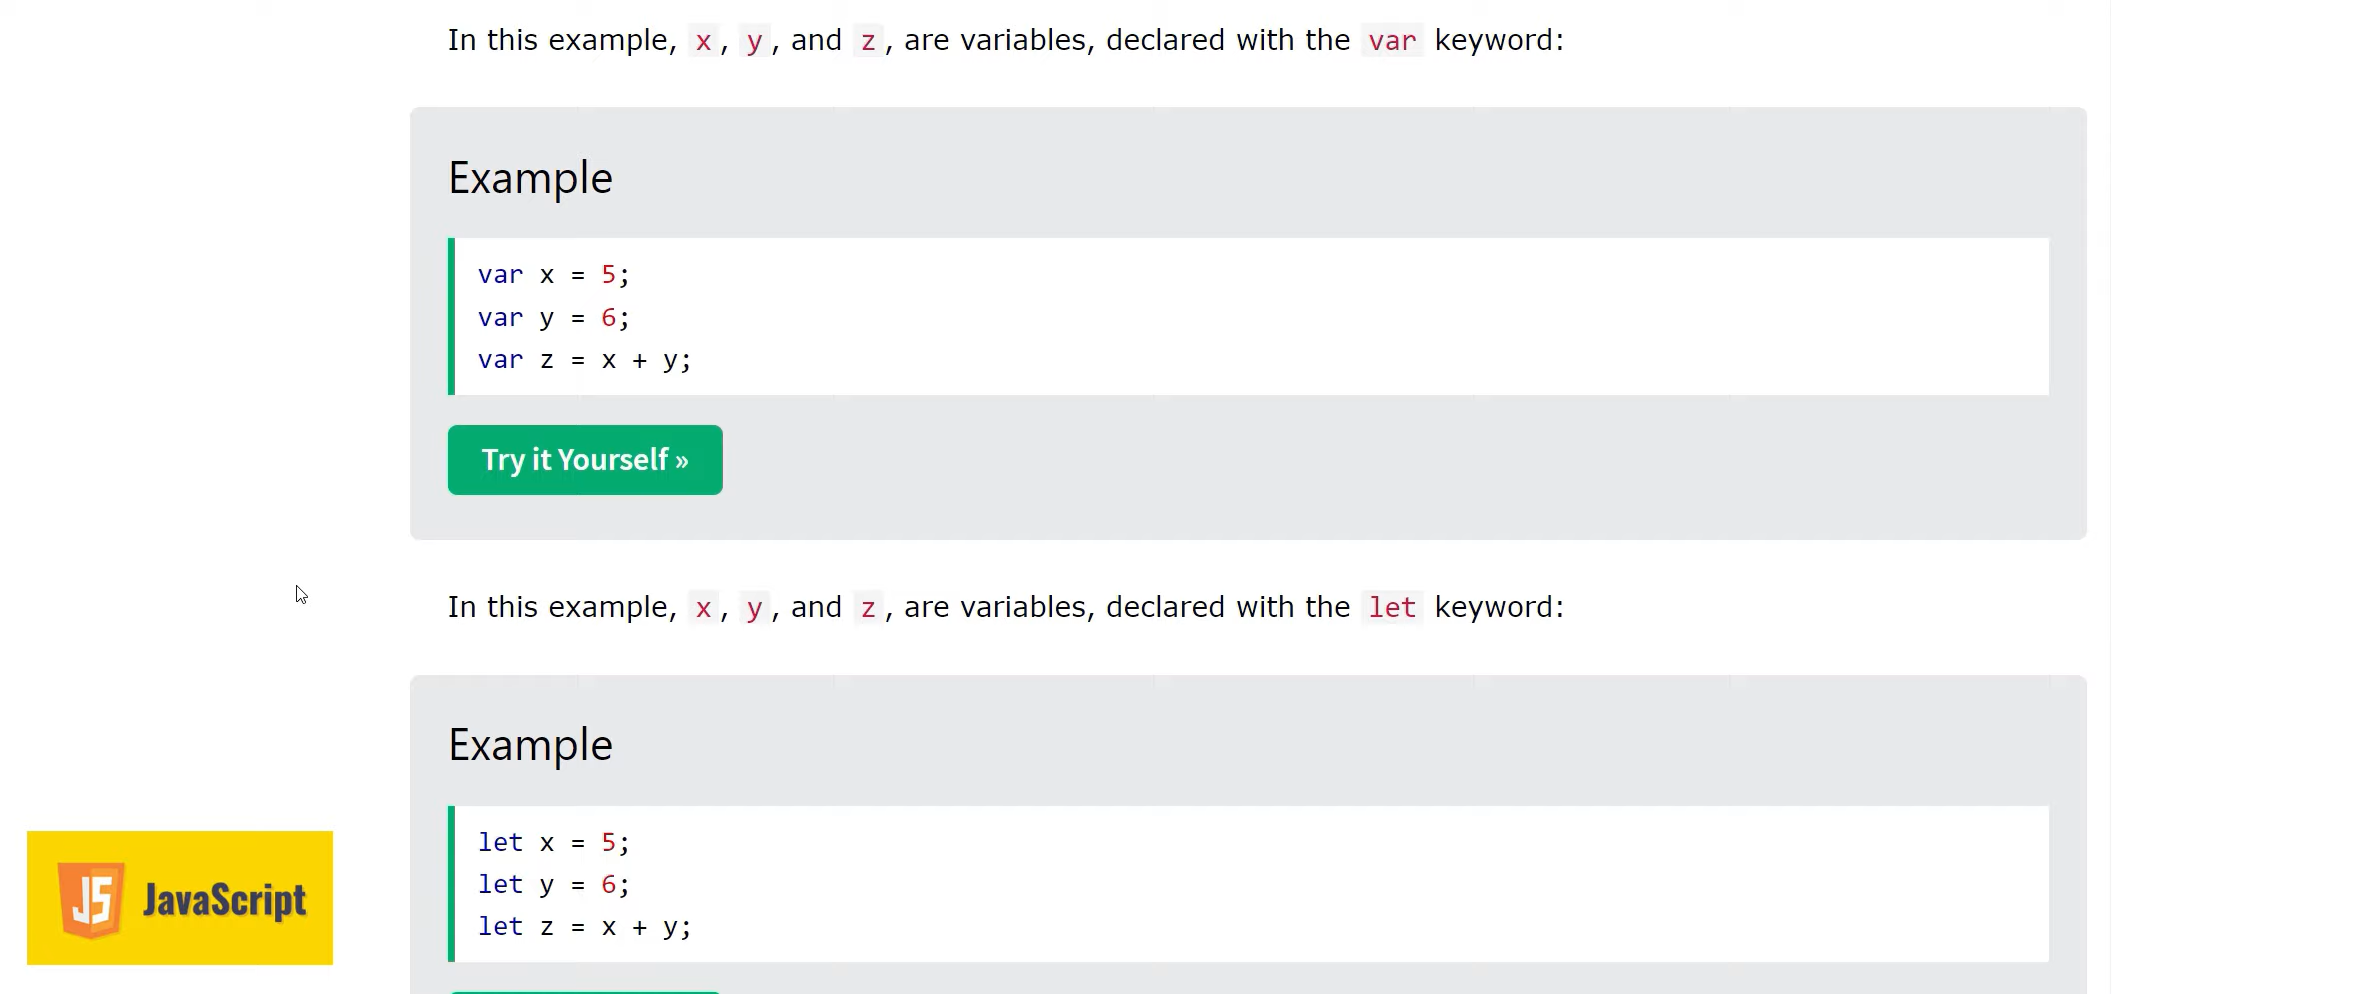 In this example, x, y, and z, are variables, declared with the var keyword:
Example
var x = 5;
var y = 6;
var z = x + y;
Try it Yourself »
In this example, x, y, and z, are variables, declared with the let keyword:
Example
let x = 5;
let y = 6;
let z = x + y;
JS JavaScript